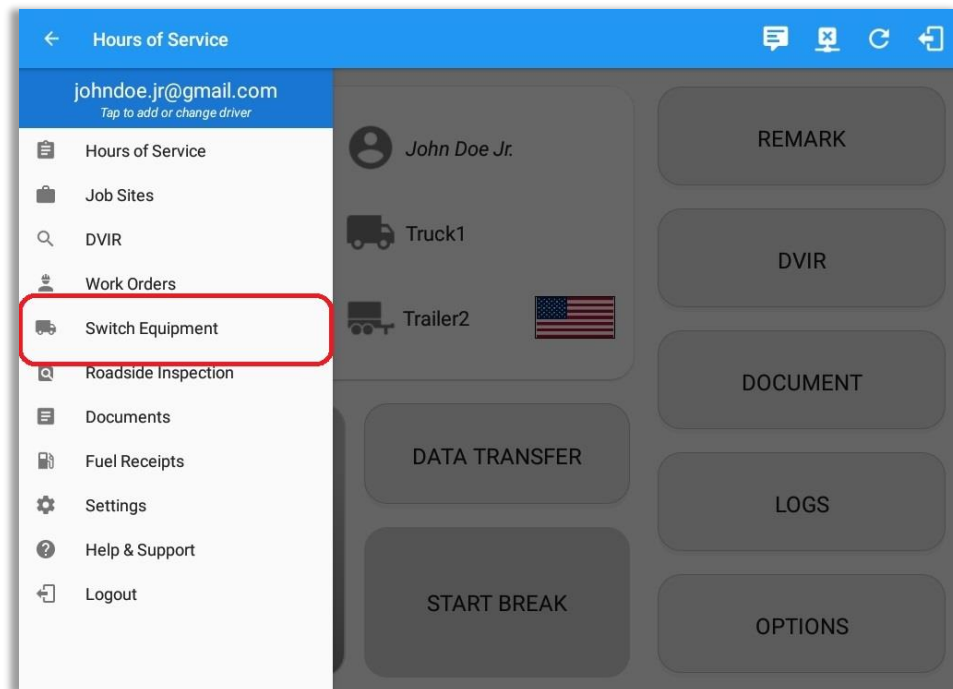 Hours of Service
johndoe.jr@gmail.com
Tap to add or change driver
Hours of Service
Job Sites
DVIR
Work Orders
Switch Equipment
Roadside Inspection
Documents
Fuel Receipts
Settings
Help & Support
Logout
John Doe Jr.
Truck1
Trailer2
DATA TRANSFER
START BREAK
REMARK
DVIR
DOCUMENT
LOGS
OPTIONS